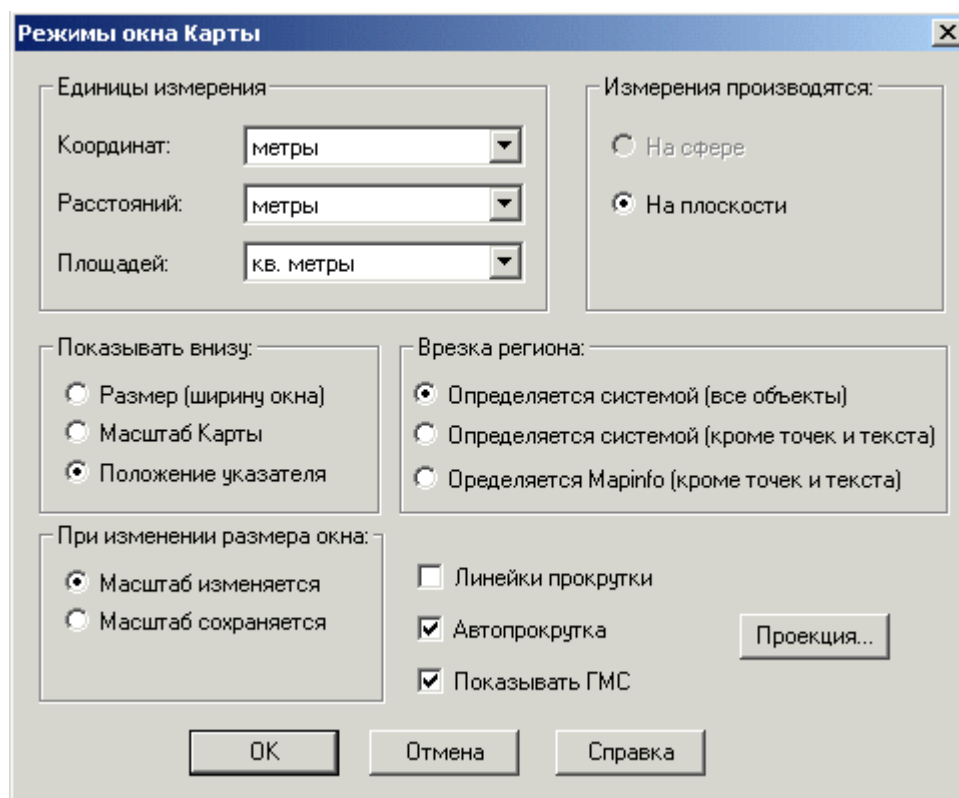 Режимы окна Карты
Единицы измерения
Координат: метры
Расстояний: метры
Площадей: кв. метры
Измерения производятся:
На сфере
На плоскости
Показывать внизу:
Размер (ширину окна)
Масштаб Карты
Положение указателя
Врезка региона:
Определяется системой (все объекты)
Определяется системой (кроме точек и текста)
Оределяется Mapinfo (кроме точек и текста)
При изменении размера окна:
Масштаб изменяется
Масштаб сохраняется
Линейки прокрутки
Автопрокрутка
Показывать ГМС
Проекция...
OK Отмена Справка